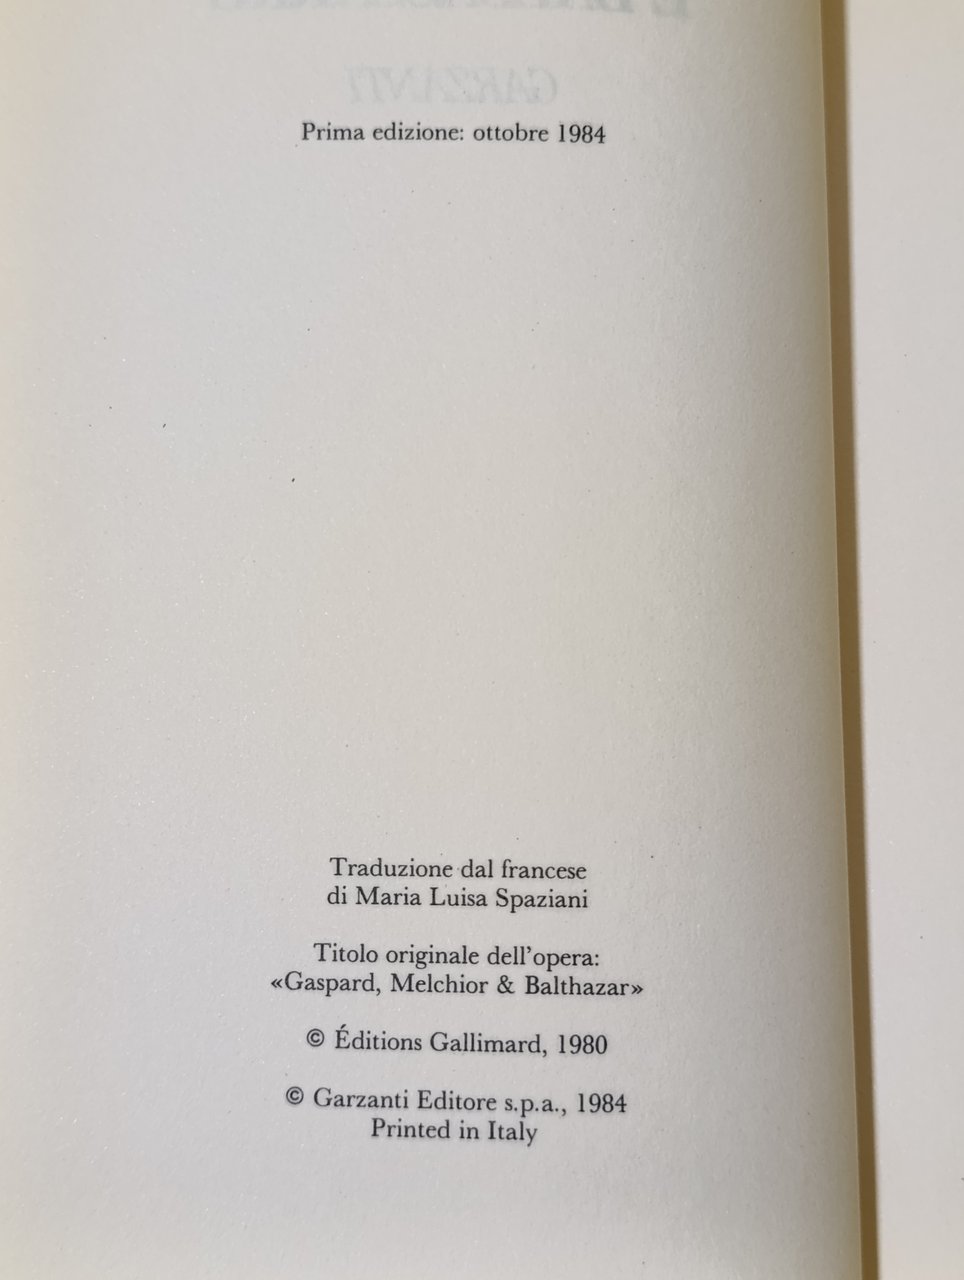 GARZANTI
Prima edizione: ottobre 1984
Traduzione dal francese
di Maria Luisa Spaziani
Titolo originale dell'opera:
«Gaspard, Melchior & Balthazar»
© Éditions Gallimard, 1980
© Garzanti Editore s.p.a., 1984
Printed in Italy